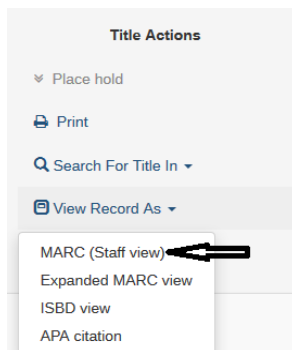 Title Actions
Place hold
Print
Search For Title In
View Record As
MARC (Staff view)
Expanded MARC view
ISBD view
APA citation